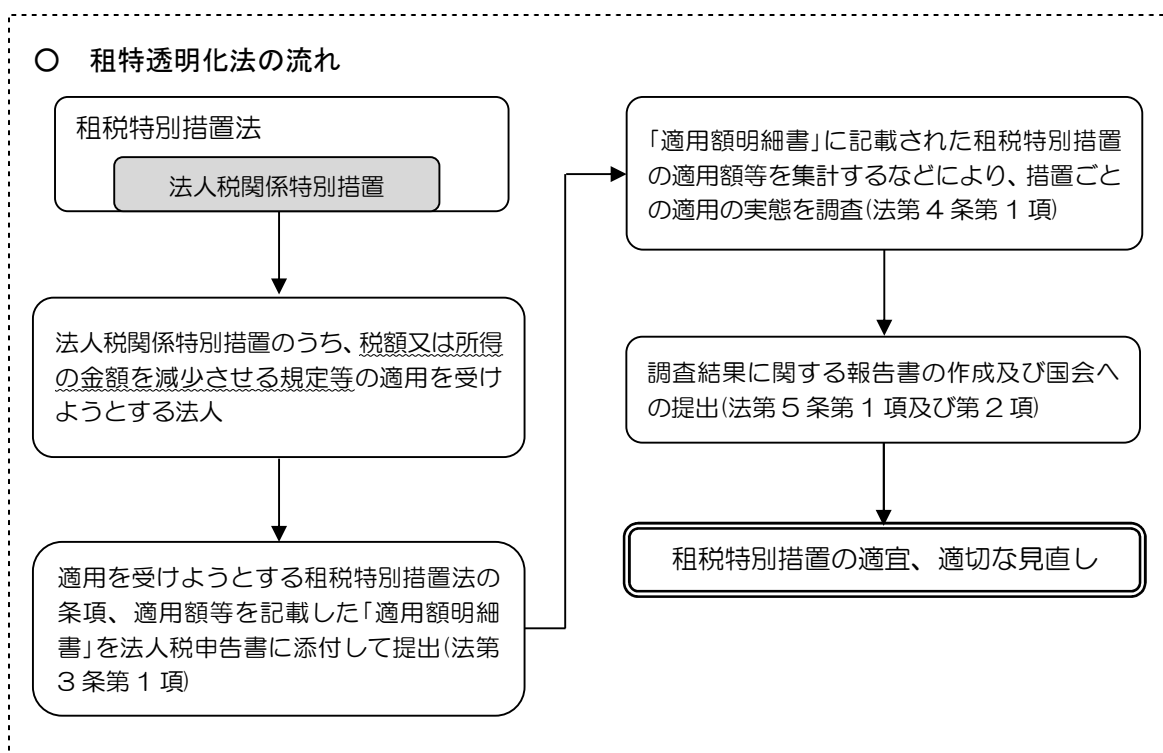 ○ 租特透明化法の流れ
租税特別措置法
法人税関係特別措置
法人税関係特別措置のうち、税額又は所得
の金額を減少させる規定等の適用を受け
ようとする法人
適用を受けようとする租税特別措置法の
条項、適用額等を記載した「適用額明細
書」を法人税申告書に添付して提出(法第
3条第1項)
「適用額明細書」に記載された租税特別措置
の適用額等を集計するなどにより、措置ごと
の適用の実態を調査(法第4条第1項)
調査結果に関する報告書の作成及び国会へ
の提出(法第5条第1項及び第2項)
租税特別措置の適宜、適切な見直し